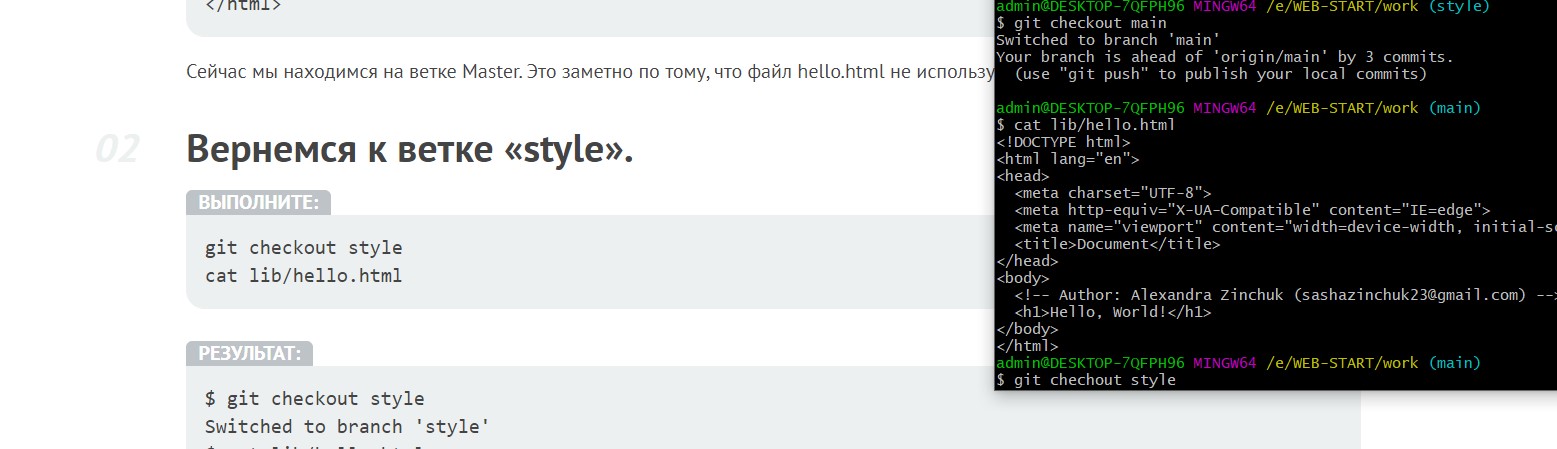 </html>
Сейчас мы находимся на ветке Master. Это заметно по тому, что файл hello.html не использу
02
Вернемся к ветке «style».
ВЫПОЛНИТЕ:
git checkout style
cat lib/hello.html
РЕЗУЛЬТАТ:
$ git checkout style
Switched to branch 'style'
admin@DESKTOP-7QFPH96 MINGW64 /e/WEB-START/work (style)
$ git checkout main
Switched to branch 'main'
Your branch is ahead of 'origin/main' by 3 commits.
(use "git push" to publish your local commits)
admin@DESKTOP-7QFPH96 MINGW64 /e/WEB-START/work (main)
$ cat lib/hello.html
<!DOCTYPE html>
<html lang="en">
<head>
<meta charset="UTF-8">
<meta http-equiv="X-UA-Compatible" content="IE=edge">
<meta name="viewport" content="width=device-width, initial-sc
<title>Document</title>
</head>
<body>
<!-- Author: Alexandra Zinchuk (sashazinchuk23@gmail.com) -->
<h1>Hello, World!</h1>
</body>
</html>
admin@DESKTOP-7QFPH96 MINGW64 /e/WEB-START/work (main)
$ git chechout style